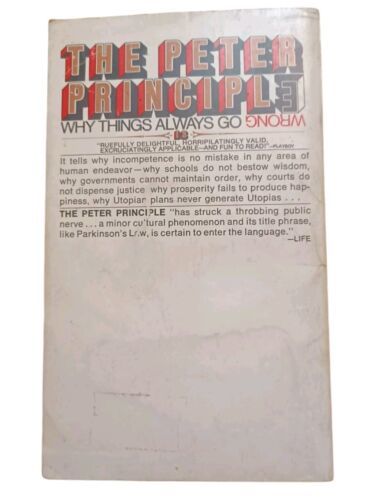 THE PETER
PRINCIPLE
WHY THINGS ALWAYS GO WRONG
"RUEFULLY DELIGHTFUL, HORRIPILATINGLY VALID,
EXCRUCIATINGLY APPLICABLE—AND FUN TO READ!"—PLAYBOY
It tells why incompetence is no mistake in any area of
human endeavor—why schools do not bestow wisdom,
why governments cannot maintain order, why courts do
not dispense justice why prosperity fails to produce hap-
piness, why Utopian plans never generate Utopias . . .
THE PETER PRINCIPLE "has struck a throbbing public
nerve . . . a minor cultural phenomenon and its title phrase,
like Parkinson's Law, is certain to enter the language."
—LIFE